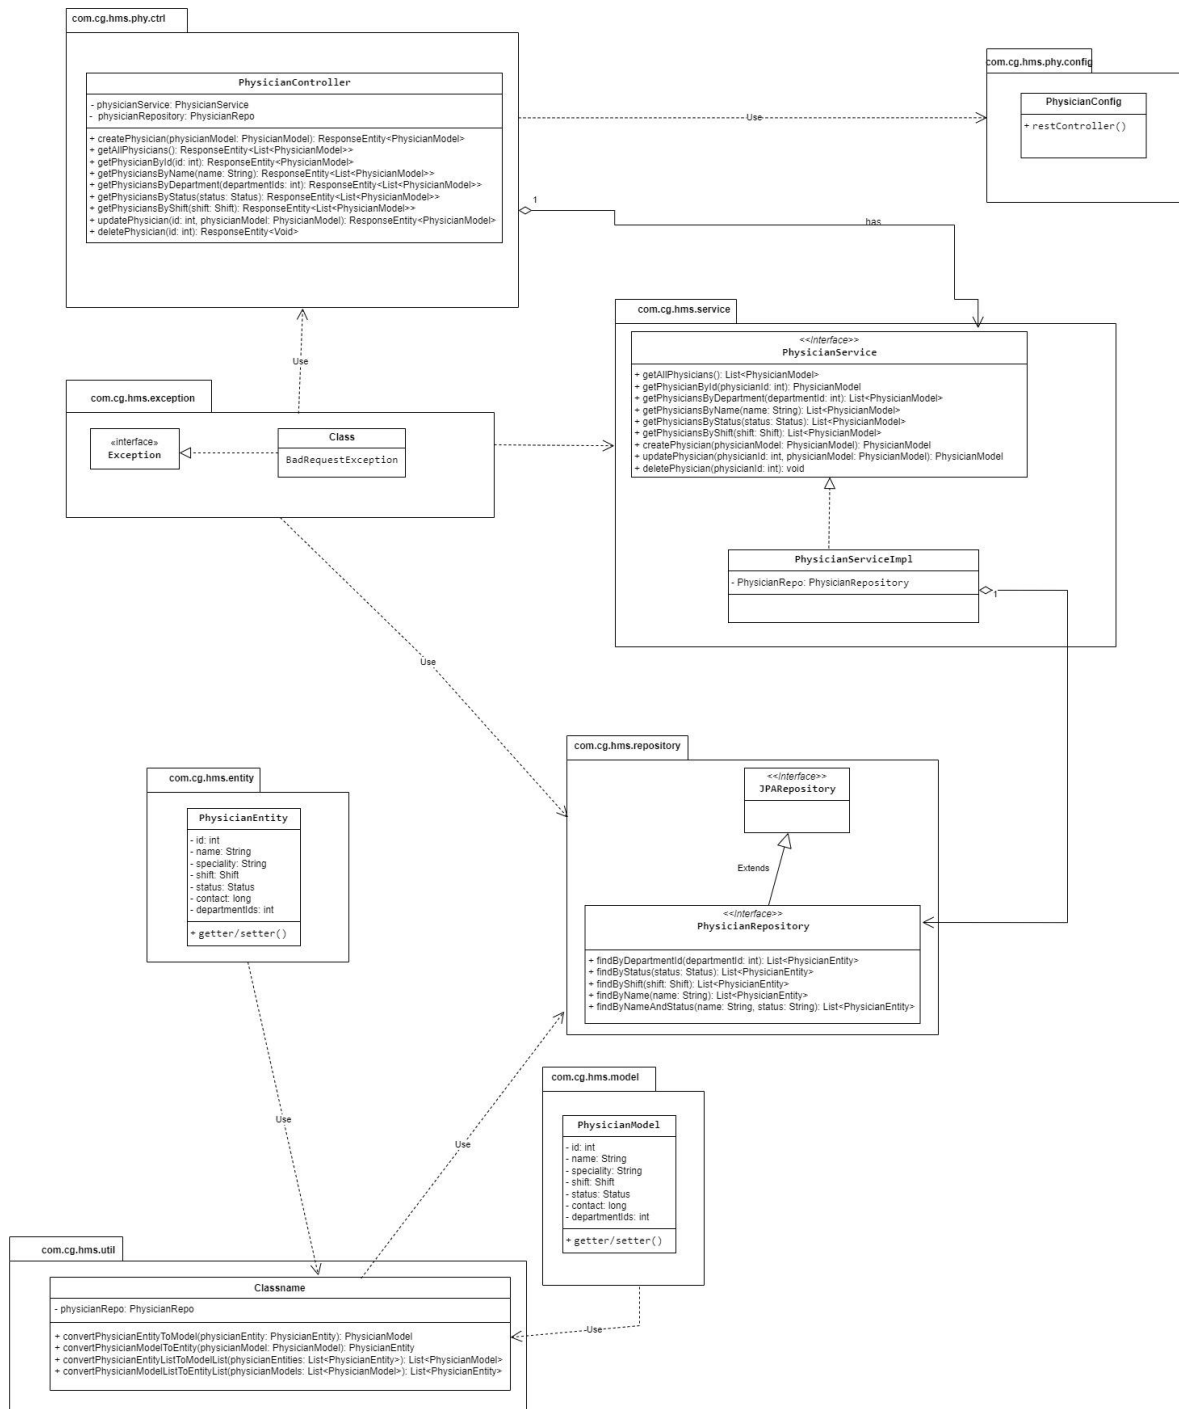 com.cg.hms.phy.ctrl
PhysicianController
- physicianService: PhysicianService
- physicianRepository: PhysicianRepo
+ createPhysician(physicianModel: PhysicianModel): ResponseEntity<PhysicianModel>
+ getAllPhysicians(): ResponseEntity<List<PhysicianModel>>
+ getPhysicianById(id: int): ResponseEntity<PhysicianModel>
+ getPhysiciansByName(name: String): ResponseEntity<List<PhysicianModel>>
+ getPhysiciansByDepartment(departmentIds: int): ResponseEntity<List<PhysicianModel>>
+ getPhysiciansByStatus(status: Status): ResponseEntity<List<PhysicianModel>>
+ getPhysiciansByShift(shift: Shift): ResponseEntity<List<PhysicianModel>>
+ updatePhysician(id: int, physicianModel: PhysicianModel): ResponseEntity<PhysicianModel>
+ deletePhysician(id: int): ResponseEntity<Void>
Use
com.cg.hms.phy.config
PhysicianConfig
+ restController()
1
has
com.cg.hms.service
<<Interface>>
PhysicianService
+ getAllPhysicians(): List<PhysicianModel>
+ getPhysicianById(physicianId: int): PhysicianModel
+ getPhysiciansByDepartment(departmentId: int): List<PhysicianModel>
+ getPhysiciansByName(name: String): List<PhysicianModel>
+ getPhysiciansByStatus(status: Status): List<PhysicianModel>
+ getPhysiciansByShift(shift: Shift): List<PhysicianModel>
+ createPhysician(physicianModel: PhysicianModel): PhysicianModel
+ updatePhysician(physicianId: int, physicianModel: PhysicianModel): PhysicianModel
+ deletePhysician(physicianId: int): void
PhysicianServiceImpl
- PhysicianRepo: PhysicianRepository
1
Use
com.cg.hms.exception
«interface»
Exception
Class
BadRequestException
Use
com.cg.hms.repository
<<Interface>>
JPARepository
Extends
<<Interface>>
PhysicianRepository
+ findByDepartmentId(departmentId: int): List<PhysicianEntity>
+ findByStatus(status: Status): List<PhysicianEntity>
+ findByShift(shift: Shift): List<PhysicianEntity>
+ findByName(name: String): List<PhysicianEntity>
+ findByNameAndStatus(name: String, status: String): List<PhysicianEntity>
com.cg.hms.entity
PhysicianEntity
- id: int
- name: String
- speciality: String
- shift: Shift
- status: Status
- contact: long
- departmentIds: int
+ getter/setter()
Use
Use
com.cg.hms.model
PhysicianModel
- id: int
- name: String
- speciality: String
- shift: Shift
- status: Status
- contact: long
- departmentIds: int
+ getter/setter()
Use
com.cg.hms.util
Classname
- physicianRepo: PhysicianRepo
+ convertPhysicianEntityToModel(physicianEntity: PhysicianEntity): PhysicianModel
+ convertPhysicianModelToEntity(physicianModel: PhysicianModel): PhysicianEntity
+ convertPhysicianEntityListToModelList(physicianEntities: List<PhysicianEntity>): List<PhysicianModel>
+ convertPhysicianModelListToEntityList(physicianModels: List<PhysicianModel>): List<PhysicianEntity>